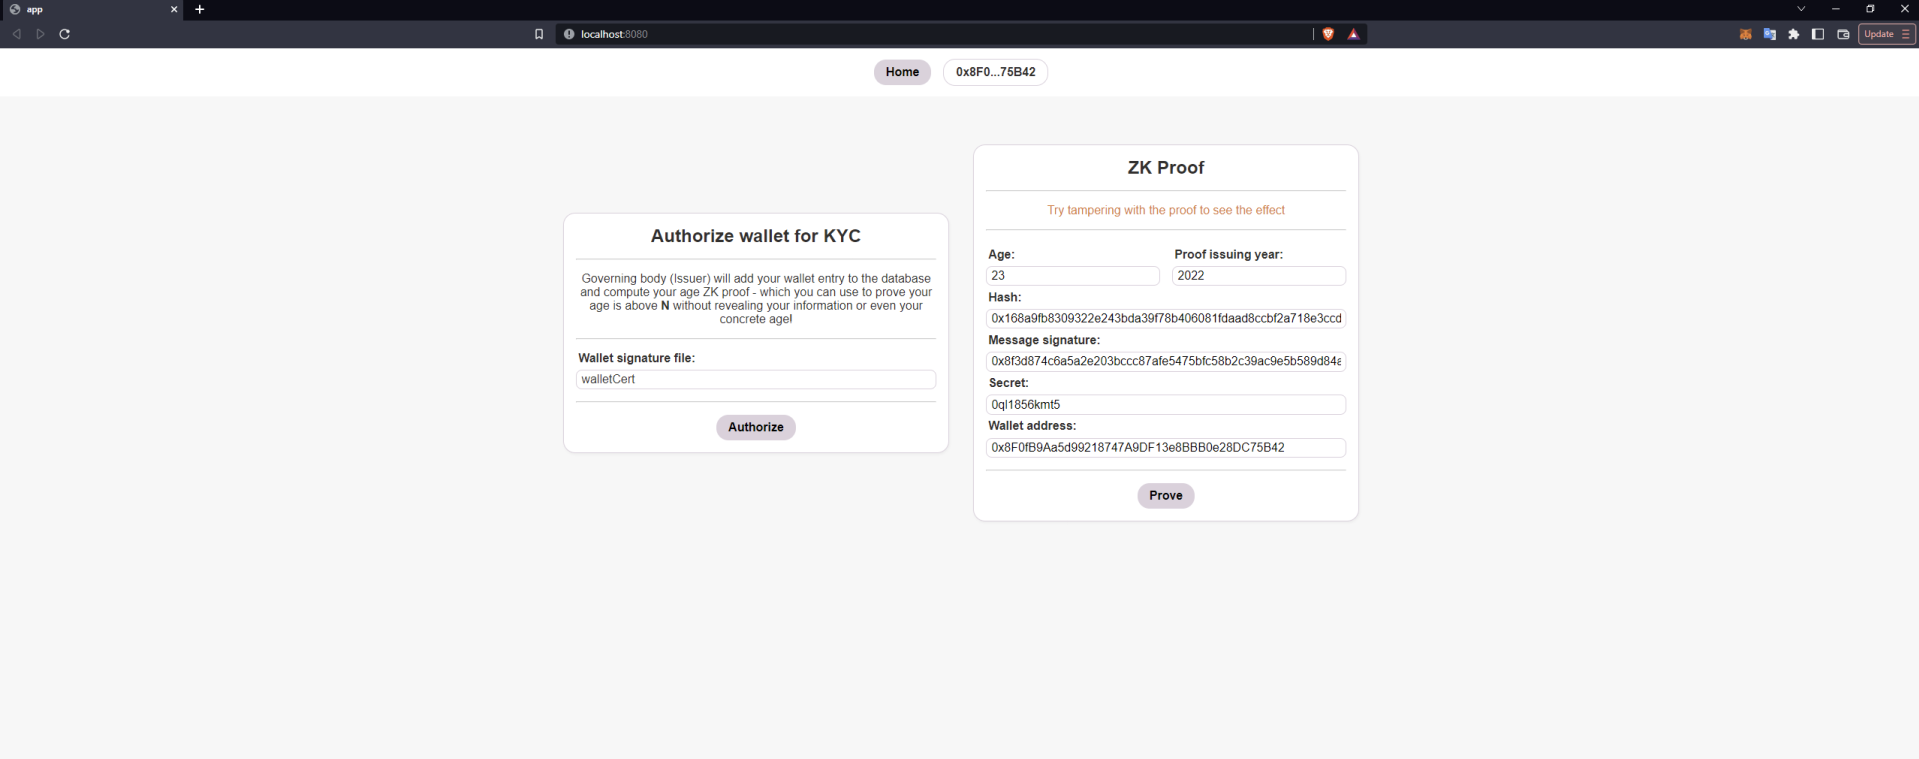 app
localhost:8080
Update
Home
0x8F0...75B42
Authorize wallet for KYC
Governing body (Issuer) will add your wallet entry to the database
and compute your age ZK proof - which you can use to prove your
age is above N without revealing your information or even your
concrete age!
Wallet signature file:
walletCert
Authorize
ZK Proof
Try tampering with the proof to see the effect
Age:
Proof issuing year:
23
2022
Hash:
0x168a9fb8309322e243bda39f78b406081fdaad8ccbf2a718e3ccd
Message signature:
0x8f3d874c6a5a2e203bccc87afe5475bfc58b2c39ac9e5b589d84a
Secret:
0ql1856kmt5
Wallet address:
0x8F0fB9Aa5d99218747A9DF13e8BBB0e28DC75B42
Prove